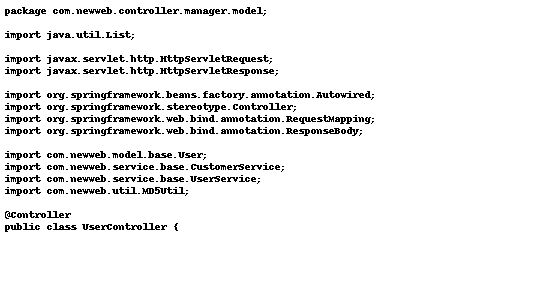 package com.newweb.controller.manager.model;
import java.util.List;
import javax.servlet.http.HttpServletRequest;
import javax.servlet.http.HttpServletResponse;
import org.springframework.beans.factory.annotation.Autowired;
import org.springframework.stereotype.Controller;
import org.springframework.web.bind.annotation.RequestMapping;
import org.springframework.web.bind.annotation.ResponseBody;
import com.newweb.model.base.User;
import com.newweb.service.base.CustomerService;
import com.newweb.service.base.UserService;
import com.newweb.util.MD5Util;
@Controller
public class UserController {